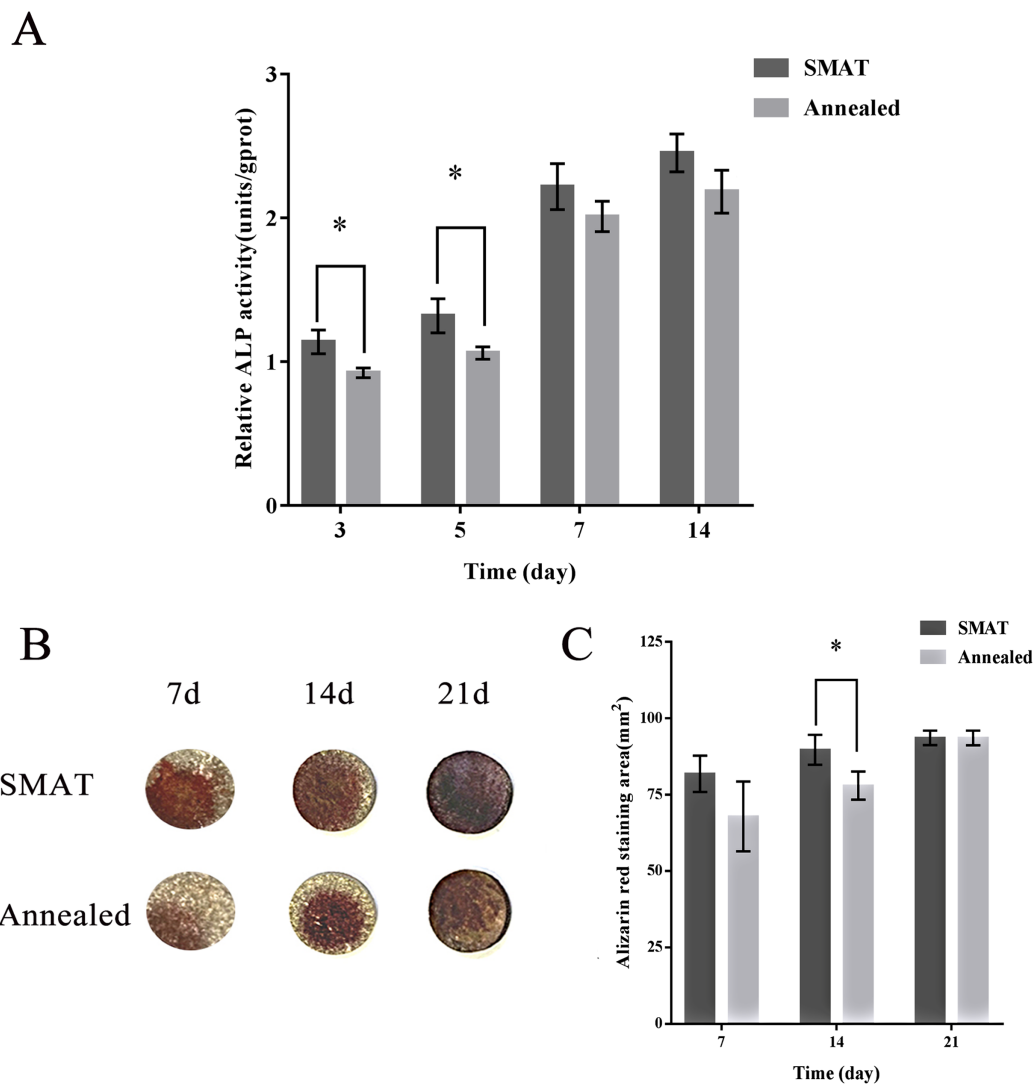 A
SMAT
Annealed
Relative ALP activity(units/gprot)
3
2
1
0
*
*
3 5 7 14
Time (day)
B
7d 14d 21d
SMAT
Annealed
C
SMAT
Annealed
Alizarin red staining area(mm²)
125
100
75
50
25
0
*
7 14 21
Time (day)